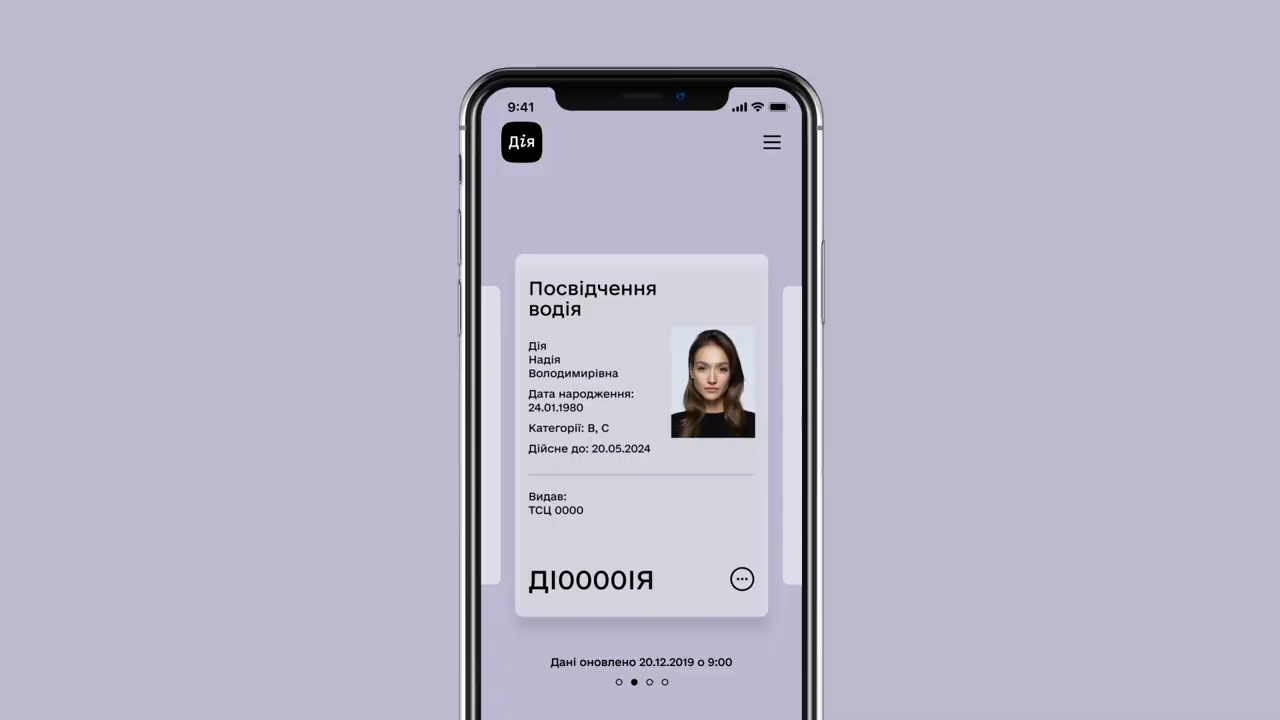 9:41
Дія
Посвідчення
водія
Дія
Надія
Володимирівна
Дата народження:
24.01.1980
Категорії: B, C
Дійсне до: 20.05.2024
Видав:
ТСЦ 0000
ДІ0000ІЯ
Дані оновлено 20.12.2019 о 9:00